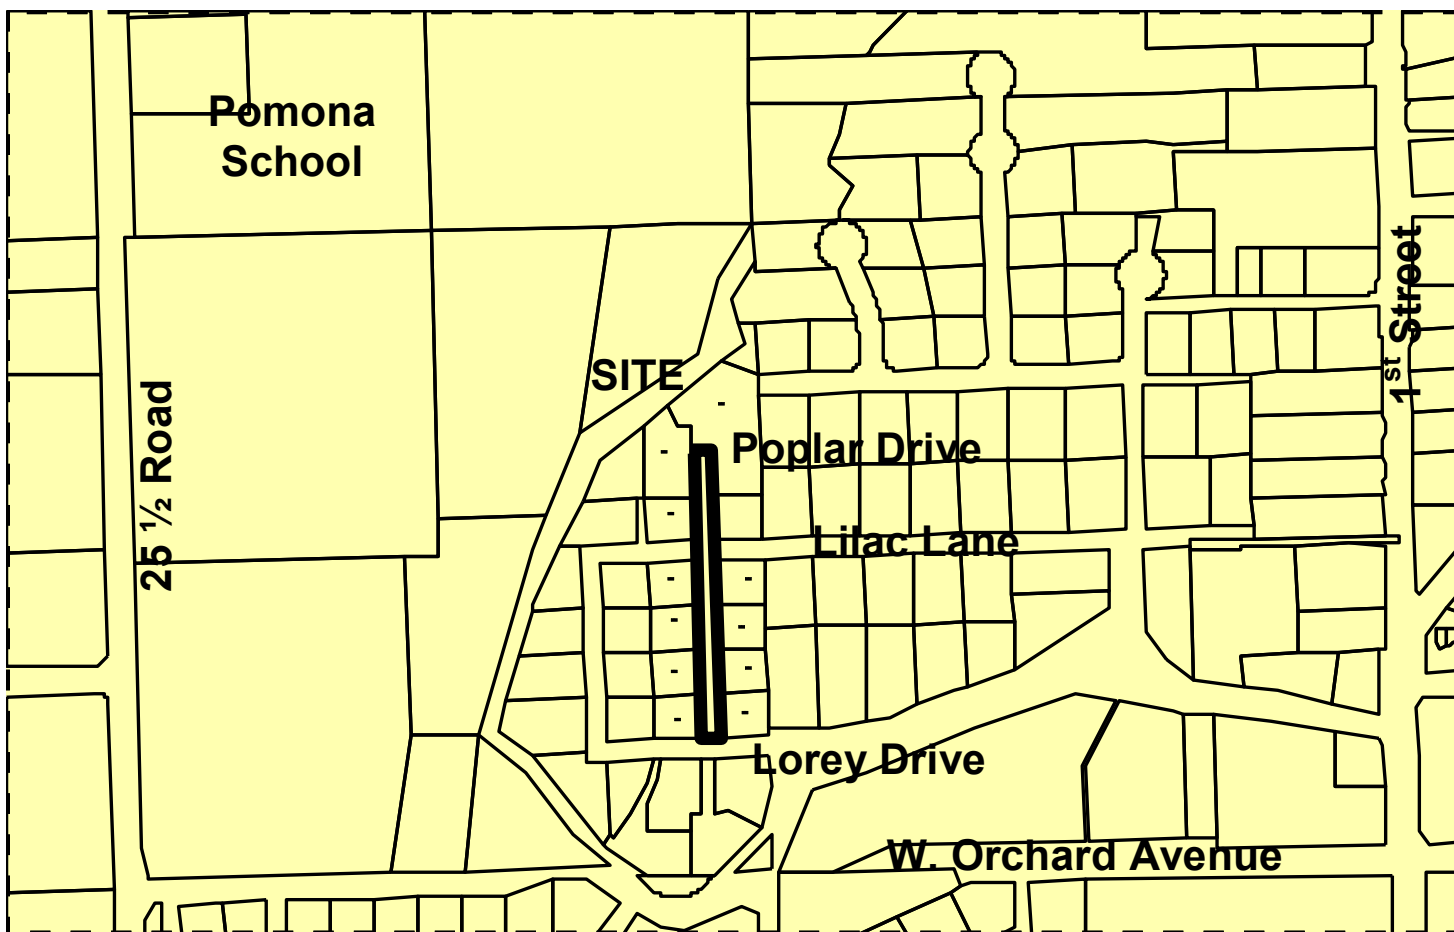 Pomona
School
1st Street
SITE
25 ½ Road
Poplar Drive
Lilac Lane
Lorey Drive
W. Orchard Avenue